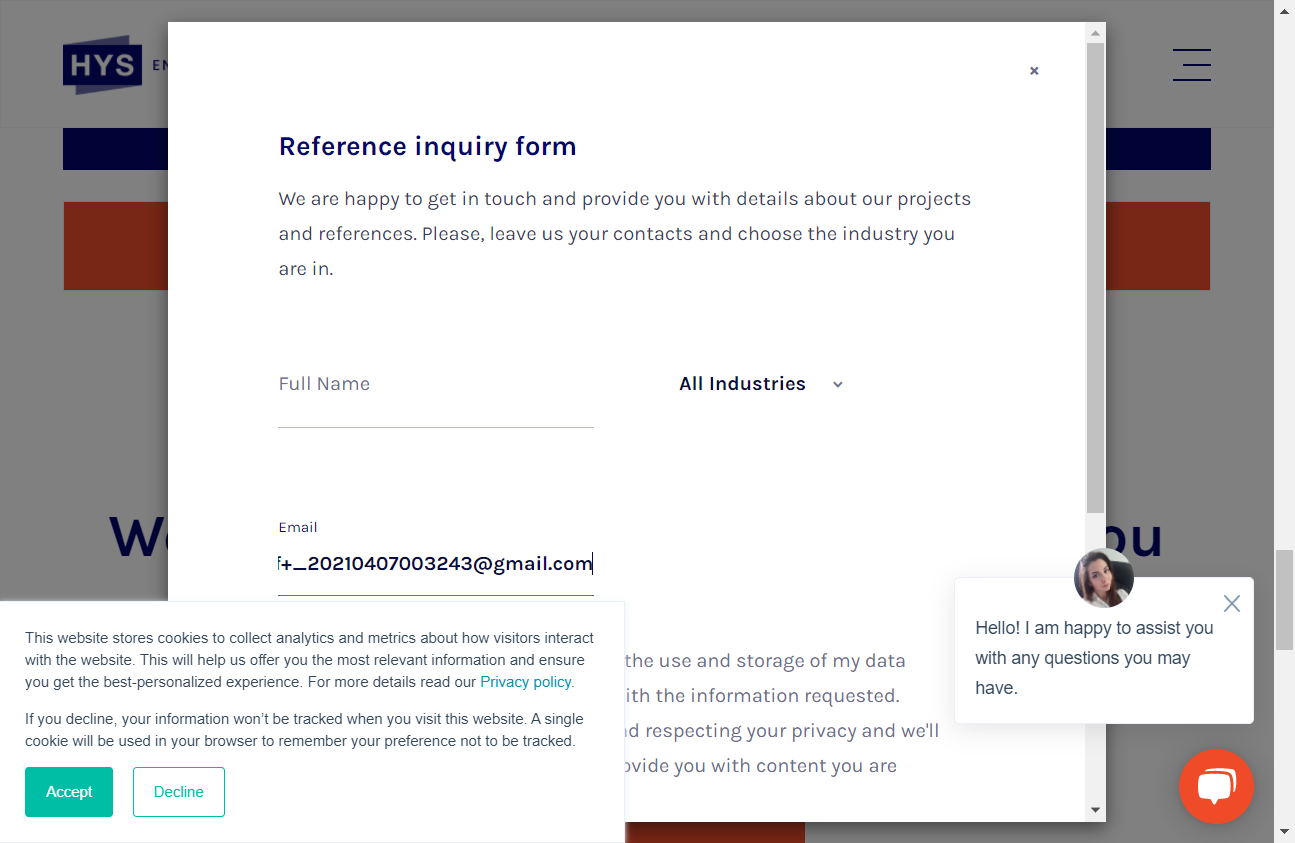 HYS
EN
×
Reference inquiry form
We are happy to get in touch and provide you with details about our projects
and references. Please, leave us your contacts and choose the industry you
are in.
Full Name
All Industries
Email
f+_20210407003243@gmail.com
We
ou
This website stores cookies to collect analytics and metrics about how visitors interact
with the website. This will help us offer you the most relevant information and ensure
you get the best-personalized experience. For more details read our Privacy policy.
If you decline, your information won’t be tracked when you visit this website. A single
cookie will be used in your browser to remember your preference not to be tracked.
Accept
Decline
the use and storage of my data
ith the information requested.
nd respecting your privacy and we'll
ovide you with content you are
Hello! I am happy to assist you
with any questions you may
have.